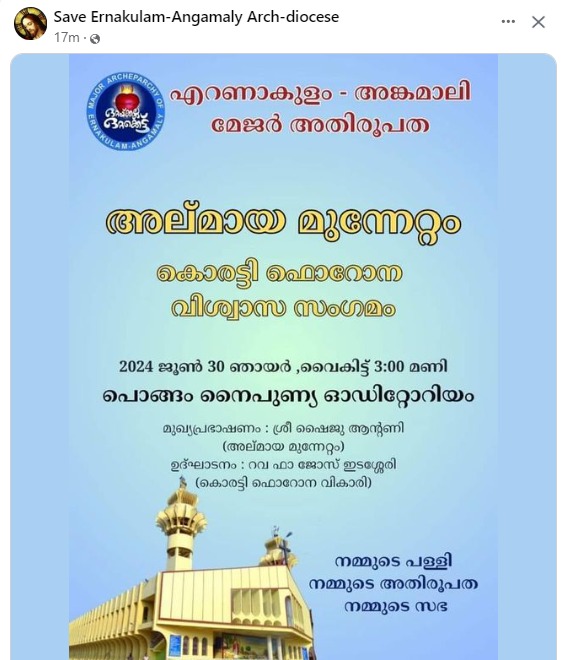 Save Ernakulam-Angamaly Arch-diocese
17m ·
MAJOR ARCHEPARCHY OF
ERNAKULAM-ANGAMALY
എറണാകുളം - അങ്കമാലി
മേജർ അതിരൂപത
അല്മായ മുന്നേറ്റം
കൊരട്ടി ഫൊറോന
വിശ്വാസ സംഗമം
2024 ജൂൺ 30 ഞായർ ,വൈകിട്ട് 3:00 മണി
പൊങ്ങം നൈപുണ്യ ഓഡിറ്റോറിയം
മുഖ്യപ്രഭാഷണം : ശ്രീ ഷൈജു ആന്റണി
(അല്മായ മുന്നേറ്റം)
ഉദ്ഘാടനം : റവ ഫാ ജോസ് ഇടശ്ശേരി
(കൊരട്ടി ഫൊറോന വികാരി)
നമ്മുടെ പള്ളി
നമ്മുടെ അതിരൂപത
നമ്മുടെ സഭ